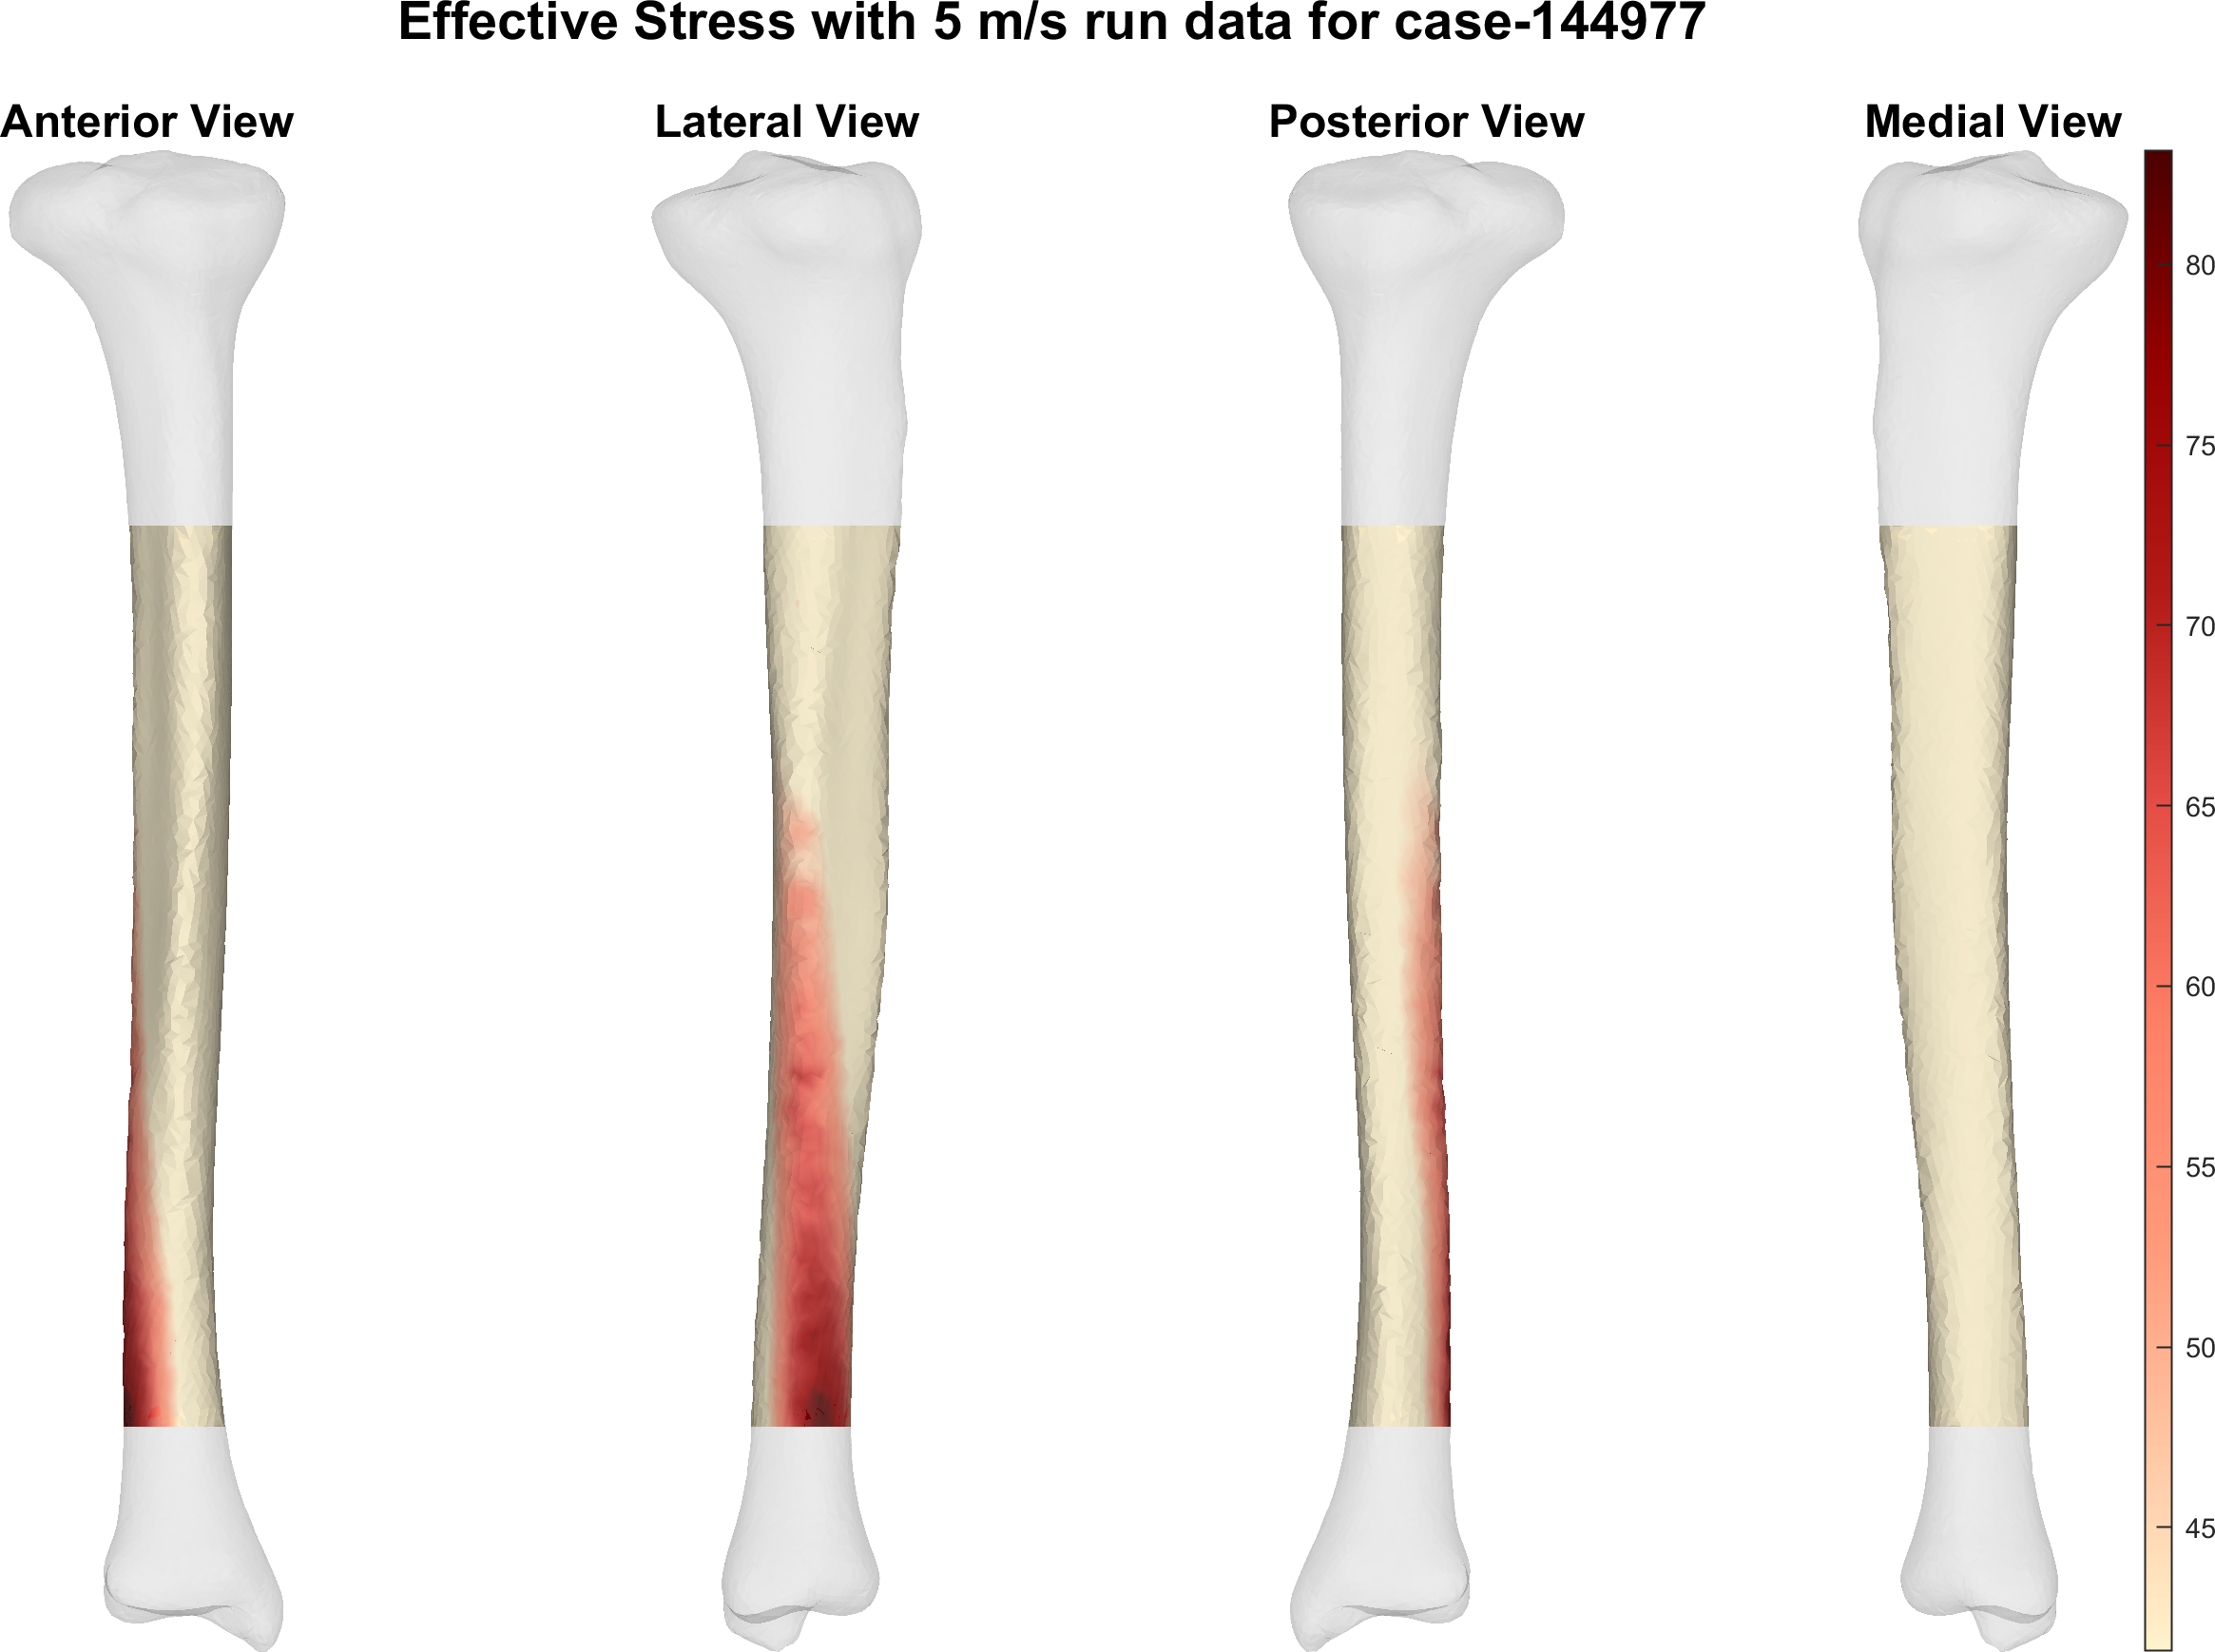 Effective Stress with 5 m/s run data for case-144977
Anterior View
Lateral View
Posterior View
Medial View
80
75
70
65
60
55
50
45